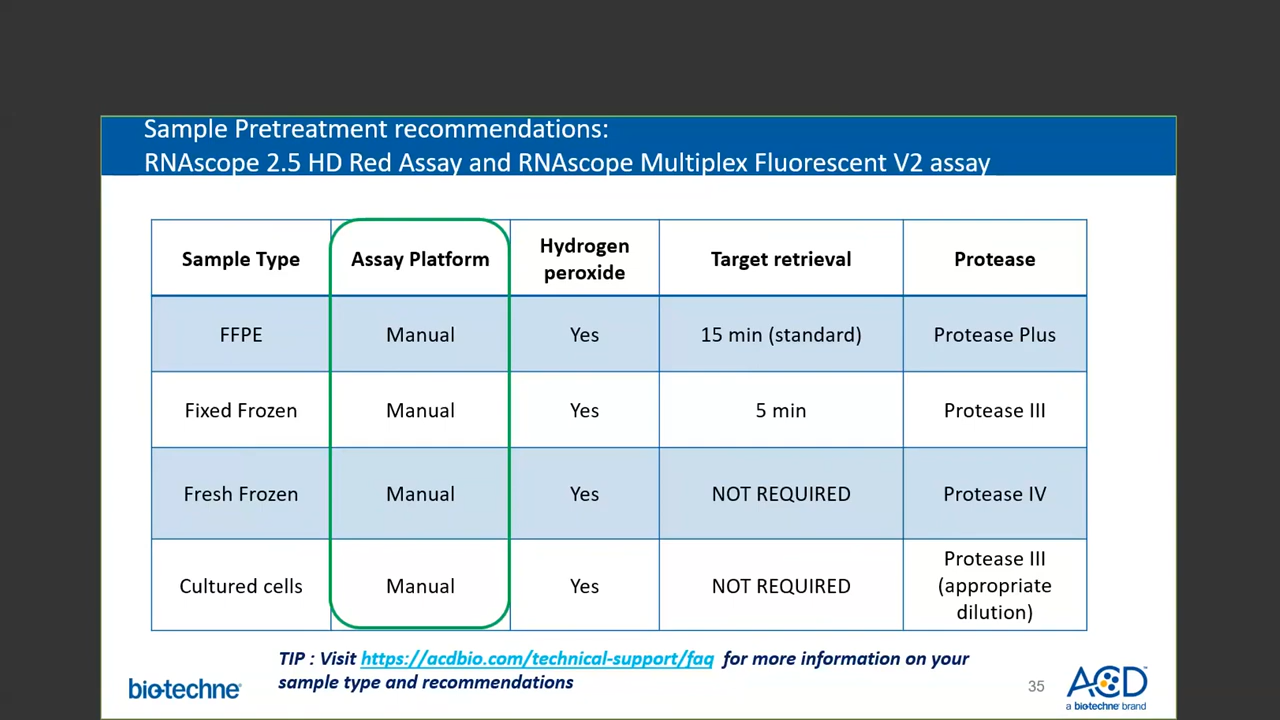 Sample Pretreatment recommendations:
RNAscope 2.5 HD Red Assay and RNAscope Multiplex Fluorescent V2 assay
Sample Type
Assay Platform
Hydrogen
peroxide
Target retrieval
Protease
FFPE
Manual
Yes
15 min (standard)
Protease Plus
Fixed Frozen
Manual
Yes
5 min
Protease III
Fresh Frozen
Manual
Yes
NOT REQUIRED
Protease IV
Cultured cells
Manual
Yes
NOT REQUIRED
Protease III
(appropriate
dilution)
TIP : Visit https://acdbio.com/technical-support/faq for more information on your
sample type and recommendations
bio-techne®
35
ACD™
a bio-techne brand